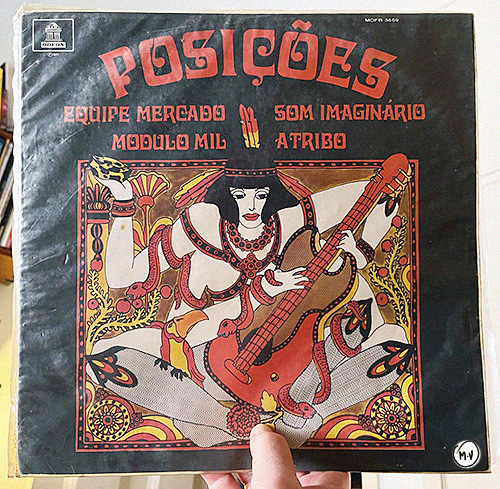 ODEON
MOFB 3659
POSIÇÕES
EQUIPE MERCADO
SOM IMAGINÁRIO
MODULO MIL
A TRIBO
M-V